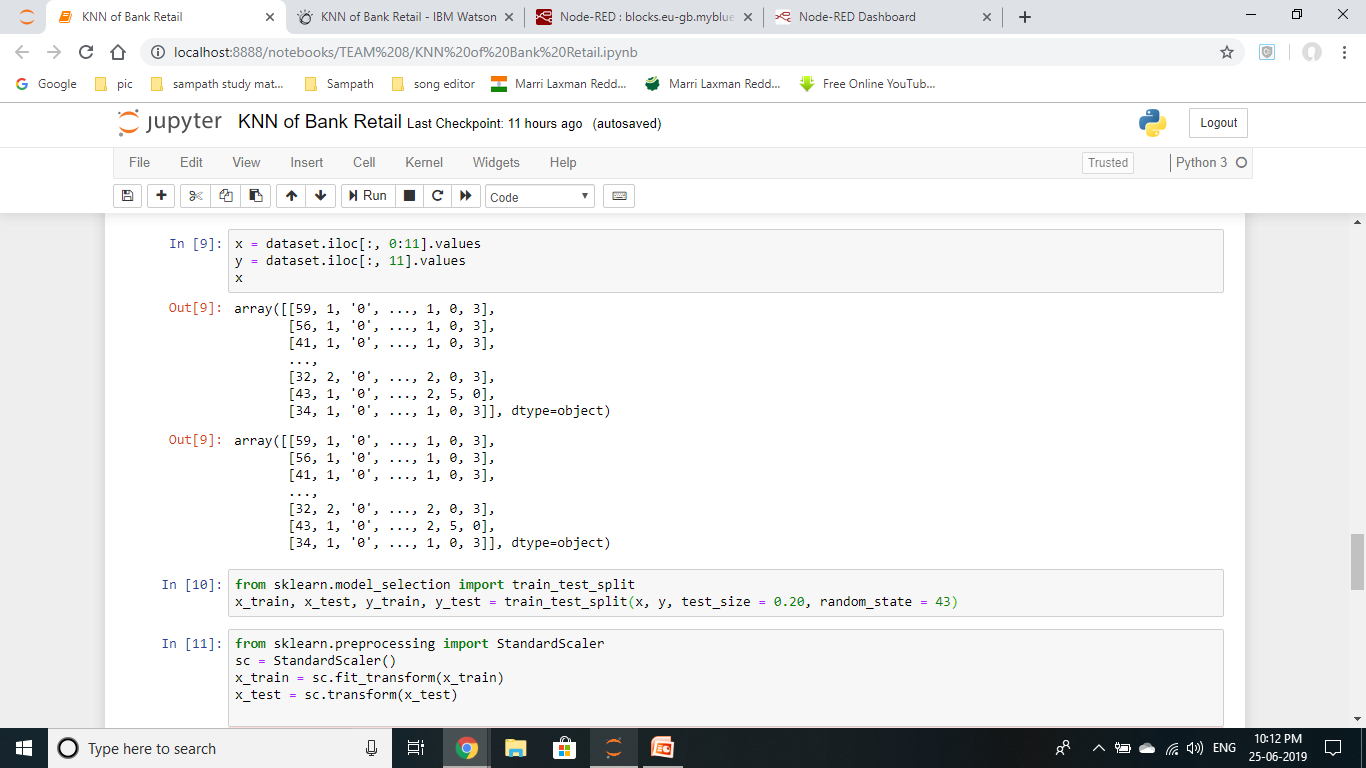 KNN of Bank Retail
KNN of Bank Retail - IBM Watson
Node-RED : blocks.eu-gb.myblue
Node-RED Dashboard
localhost:8888/notebooks/TEAM%208/KNN%20of%20Bank%20Retail.ipynb
Google pic sampath study mat... Sampath song editor Marri Laxman Redd... Marri Laxman Redd... Free Online YouTub...
jupyter KNN of Bank Retail Last Checkpoint: 11 hours ago (autosaved) Logout
File Edit View Insert Cell Kernel Widgets Help Trusted Python 3
Run Code
In [9]: x = dataset.iloc[:, 0:11].values
y = dataset.iloc[:, 11].values
x
Out[9]: array([[59, 1, '0', ..., 1, 0, 3],
[56, 1, '0', ..., 1, 0, 3],
[41, 1, '0', ..., 1, 0, 3],
...,
[32, 2, '0', ..., 2, 0, 3],
[43, 1, '0', ..., 2, 5, 0],
[34, 1, '0', ..., 1, 0, 3]], dtype=object)
Out[9]: array([[59, 1, '0', ..., 1, 0, 3],
[56, 1, '0', ..., 1, 0, 3],
[41, 1, '0', ..., 1, 0, 3],
...,
[32, 2, '0', ..., 2, 0, 3],
[43, 1, '0', ..., 2, 5, 0],
[34, 1, '0', ..., 1, 0, 3]], dtype=object)
In [10]: from sklearn.model_selection import train_test_split
x_train, x_test, y_train, y_test = train_test_split(x, y, test_size = 0.20, random_state = 43)
In [11]: from sklearn.preprocessing import StandardScaler
sc = StandardScaler()
x_train = sc.fit_transform(x_train)
x_test = sc.transform(x_test)
Type here to search
ENG
10:12 PM
25-06-2019